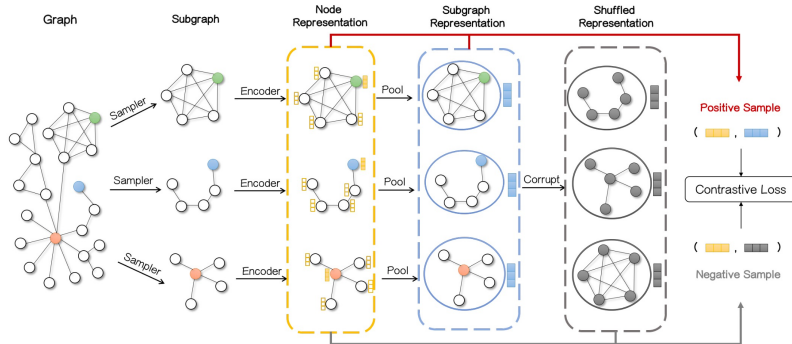 Graph
Subgraph
Node
Representation
Subgraph
Representation
Shuffled
Representation
Sampler
Encoder
Pool
Positive Sample
( , )
Sampler
Encoder
Pool
Corrupt
Contrastive Loss
Sampler
Encoder
Pool
( , )
Negative Sample